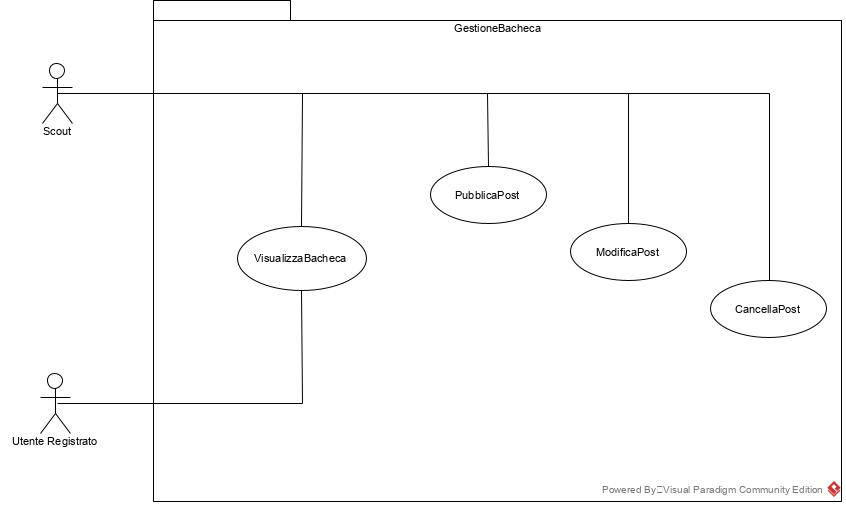 GestioneBacheca
Scout
PubblicaPost
ModificaPost
VisualizzaBacheca
CancellaPost
Utente Registrato
Powered By Visual Paradigm Community Edition